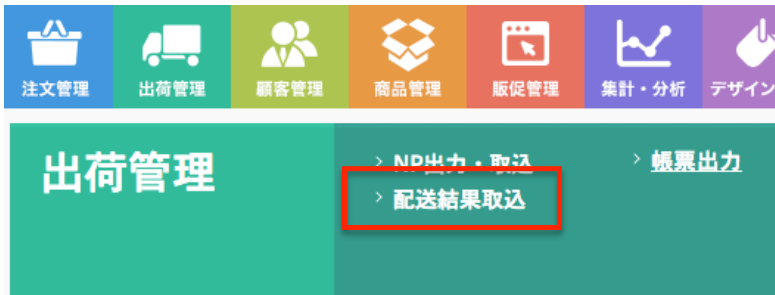 注文管理
出荷管理
顧客管理
商品管理
販促管理
集計・分析
デザイン
出荷管理
NP出力・取込
配送結果取込
帳票出力